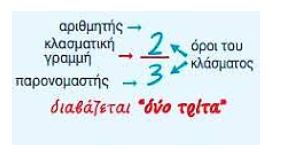 αριθμητής →
κλασματική γραμμή →
παρονομαστής →
2
3
όροι του κλάσματος
διαβάζεται "δύο τρίτα"